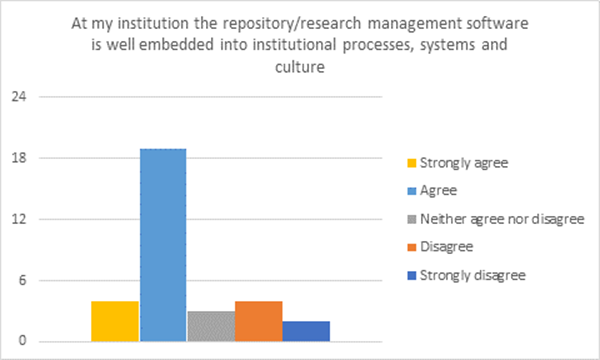 At my institution the repository/research management software
is well embedded into institutional processes, systems and
culture
24
18
12
6
0
Strongly agree
Agree
Neither agree nor disagree
Disagree
Strongly disagree